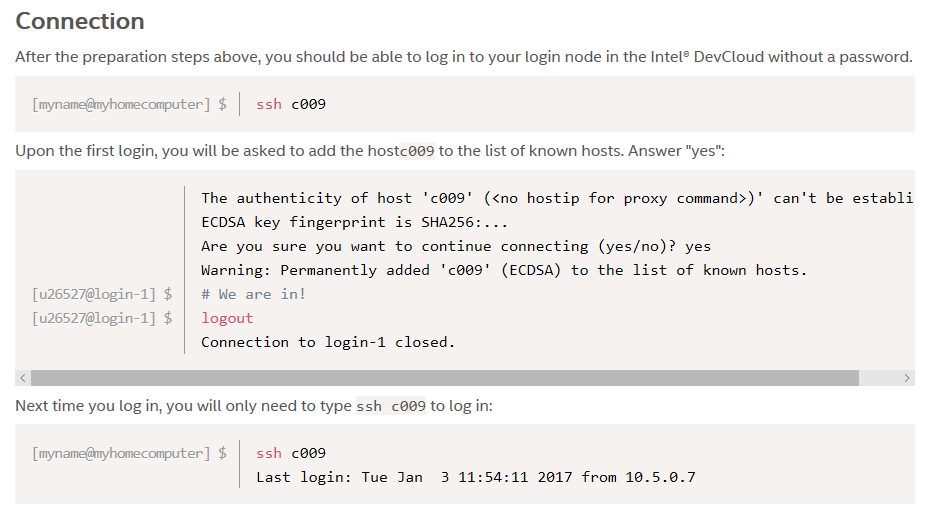 Connection
After the preparation steps above, you should be able to log in to your login node in the Intel® DevCloud without a password.
[myname@myhomecomputer] $ ssh c009
Upon the first login, you will be asked to add the hostc009 to the list of known hosts. Answer "yes":
The authenticity of host 'c009' (<no hostip for proxy command>)' can't be establi
ECDSA key fingerprint is SHA256:...
Are you sure you want to continue connecting (yes/no)? yes
Warning: Permanently added 'c009' (ECDSA) to the list of known hosts.
[u26527@login-1] $ # We are in!
[u26527@login-1] $ logout
Connection to login-1 closed.
Next time you log in, you will only need to type ssh c009 to log in:
[myname@myhomecomputer] $ ssh c009
Last login: Tue Jan  3 11:54:11 2017 from 10.5.0.7